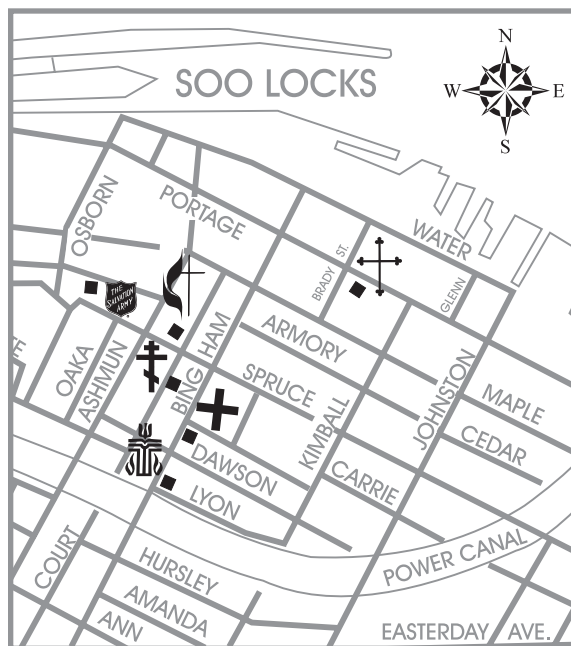 SOO LOCKS
N
W
E
S
OSBORN
PORTAGE
WATER
BRADY ST.
GLENN
THE
SALVATION
ARMY
BINGHAM
ARMORY
OAKA
ASHMUN
SPRUCE
KIMBALL
JOHNSTON
MAPLE
CEDAR
DAWSON
CARRIE
LYON
COURT
HURSLEY
POWER CANAL
AMANDA
ANN
EASTERDAY AVE.